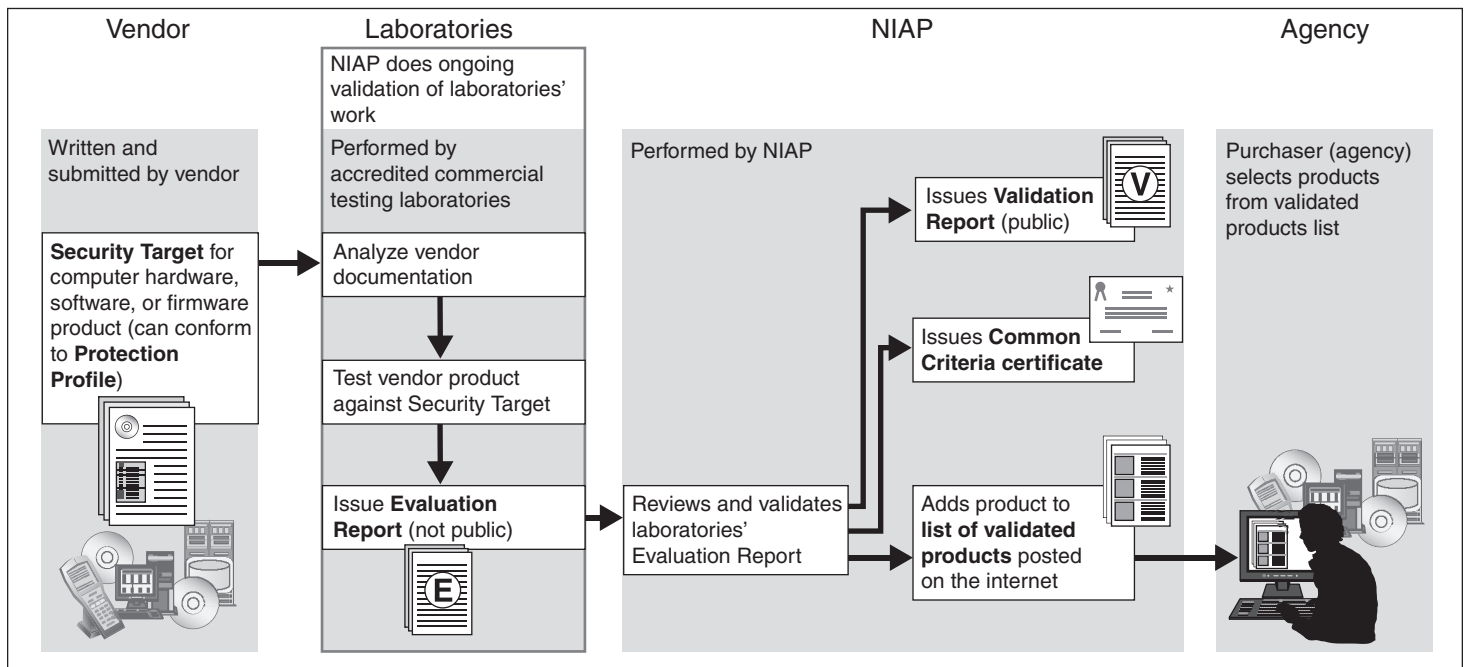 Vendor
Laboratories
NIAP
Agency
NIAP does ongoing
validation of laboratories'
work
Written and
submitted by vendor
Performed by
accredited commercial
testing laboratories
Performed by NIAP
Purchaser (agency)
selects products
from validated
products list
Security Target for
computer hardware,
software, or firmware
product (can conform
to Protection
Profile)
Analyze vendor
documentation
Test vendor product
against Security Target
Issue Evaluation
Report (not public)
E
Reviews and validates
laboratories'
Evaluation Report
Issues Validation
Report (public)
V
Issues Common
Criteria certificate
Adds product to
list of validated
products posted
on the internet